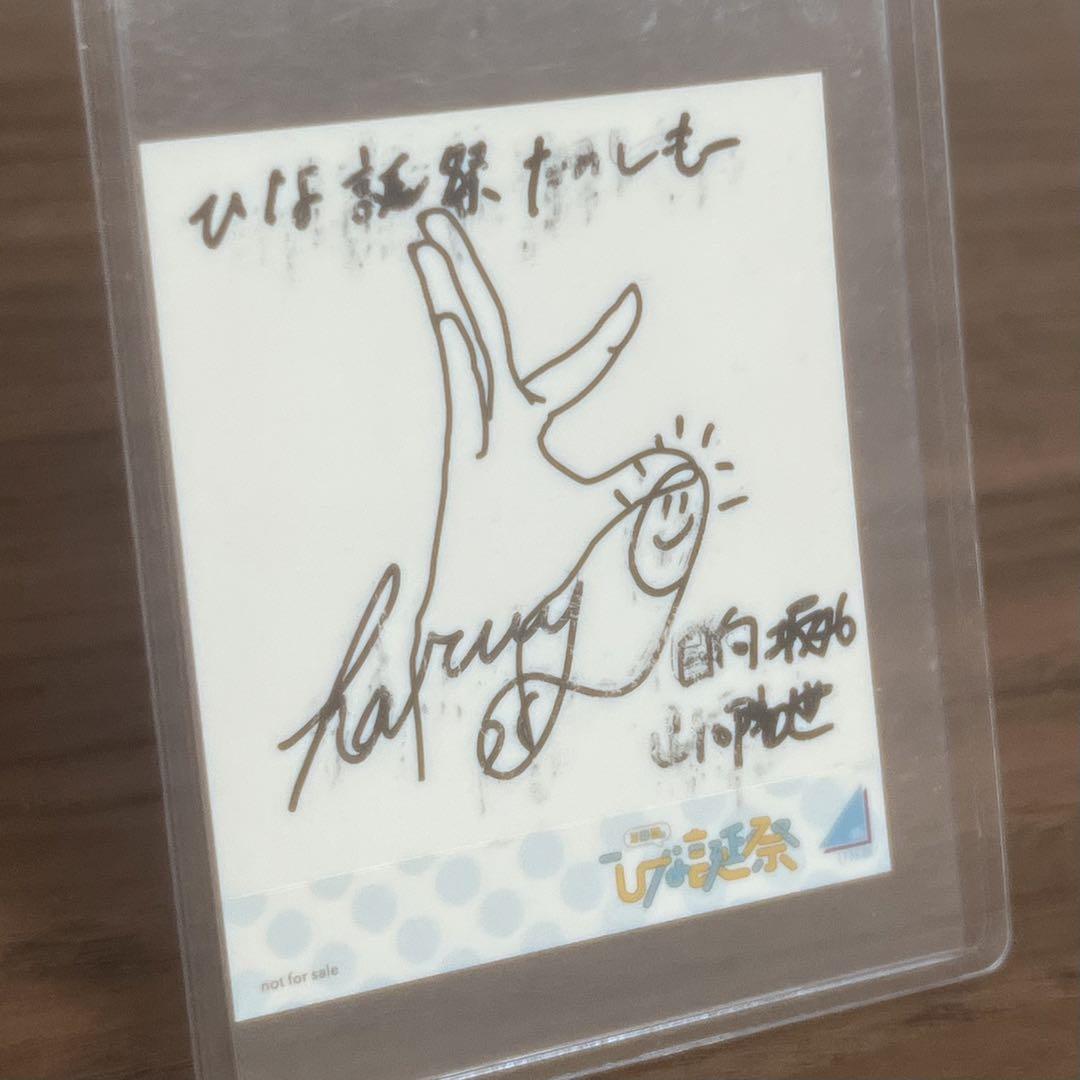 ひな誕祭たのしも〜
haruyo
日向坂46
山口陽世
ひな誕祭
not for sale